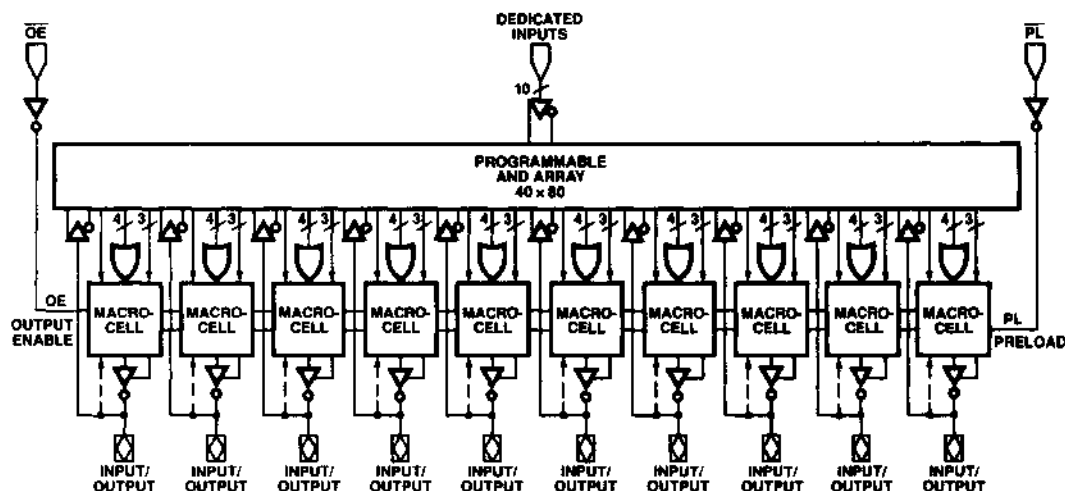 OE
DEDICATED
INPUTS
PL
10
PROGRAMMABLE
AND ARRAY
40 × 80
4 3 4 3 4 3 4 3 4 3 4 3 4 3 4 3 4 3 4 3
OE
OUTPUT
ENABLE
MACRO-
CELL
MACRO-
CELL
MACRO-
CELL
MACRO-
CELL
MACRO-
CELL
MACRO-
CELL
MACRO-
CELL
MACRO-
CELL
MACRO-
CELL
MACRO-
CELL
PL
PRELOAD
INPUT/
OUTPUT
INPUT/
OUTPUT
INPUT/
OUTPUT
INPUT/
OUTPUT
INPUT/
OUTPUT
INPUT/
OUTPUT
INPUT/
OUTPUT
INPUT/
OUTPUT
INPUT/
OUTPUT
INPUT/
OUTPUT